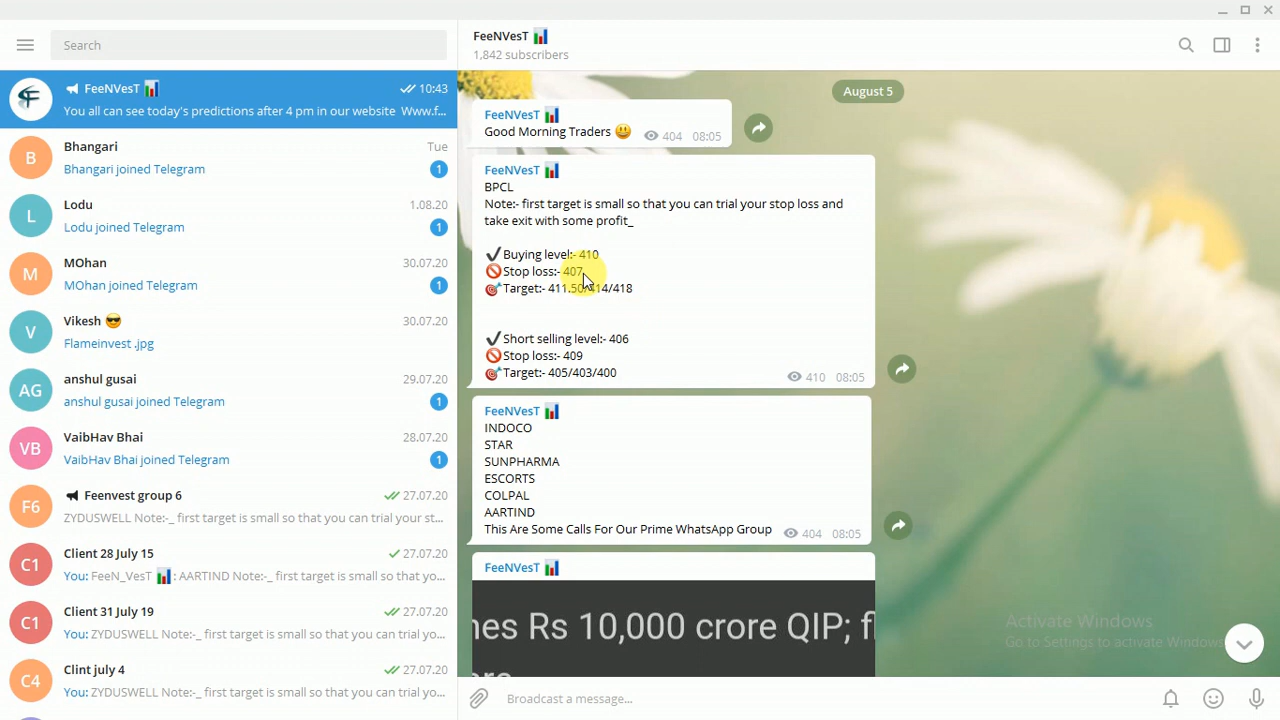 Search
FeeNVesT 📊
10:43
You all can see today's predictions after 4 pm in our website Www.f...
Bhangari
Tue
Bhangari joined Telegram
1
Lodu
1.08.20
Lodu joined Telegram
1
MOhan
30.07.20
MOhan joined Telegram
1
Vikesh 😎
30.07.20
Flameinvest .jpg
anshul gusai
29.07.20
anshul gusai joined Telegram
1
VaibHav Bhai
28.07.20
VaibHav Bhai joined Telegram
1
Feenvest group 6
27.07.20
ZYDUSWELL Note:-_ first target is small so that you can trial your st...
Client 28 July 15
27.07.20
You: FeeN_VesT 📊 : AARTIND Note:-_ first target is small so that yo...
Client 31 July 19
27.07.20
You: ZYDUSWELL Note:-_ first target is small so that you can trial yo...
Clint july 4
27.07.20
You: ZYDUSWELL Note:-_ first target is small so that you can trial yo...
B
L
M
V
AG
VB
F6
C1
C1
C4
FeeNVesT 📊
1,842 subscribers
August 5
FeeNVesT 📊
Good Morning Traders 😃
404 08:05
FeeNVesT 📊
BPCL
Note:- first target is small so that you can trial your stop loss and
take exit with some profit_
✔️Buying level:- 410
🚫Stop loss:- 407
🎯Target:- 411.50/414/418
✔️Short selling level:- 406
🚫Stop loss:- 409
🎯Target:- 405/403/400
410 08:05
FeeNVesT 📊
INDOCO
STAR
SUNPHARMA
ESCORTS
COLPAL
AARTIND
This Are Some Calls For Our Prime WhatsApp Group
404 08:05
FeeNVesT 📊
nes Rs 10,000 crore QIP; f
Activate Windows
Go to Settings to activate Windows
Broadcast a message...